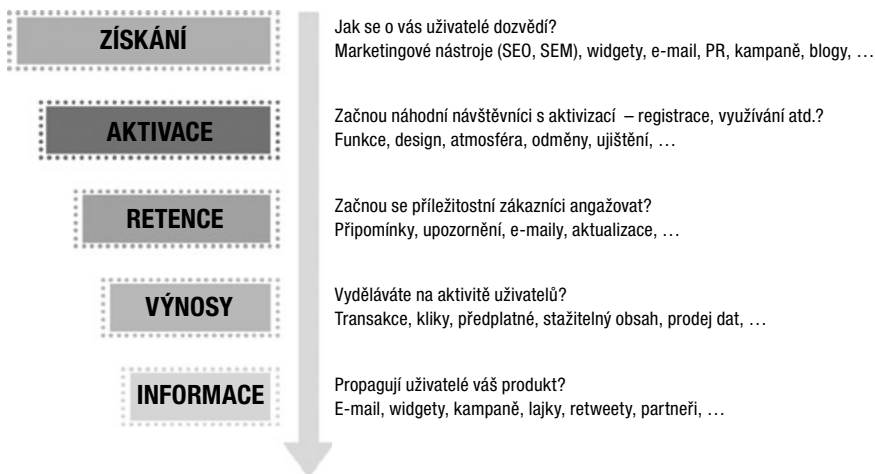 ZÍSKÁNÍ
Jak se o vás uživatelé dozvědí?
Marketingové nástroje (SEO, SEM), widgety, e-mail, PR, kampaně, blogy, …
AKTIVACE
Začnou náhodní návštěvníci s aktivizací – registrace, využívání atd.?
Funkce, design, atmosféra, odměny, ujištění, …
RETENCE
Začnou se příležitostní zákazníci angažovat?
Připomínky, upozornění, e-maily, aktualizace, …
VÝNOSY
Vyděláváte na aktivitě uživatelů?
Transakce, kliky, předplatné, stažitelný obsah, prodej dat, …
INFORMACE
Propagují uživatelé váš produkt?
E-mail, widgety, kampaně, lajky, retweety, partneři, …